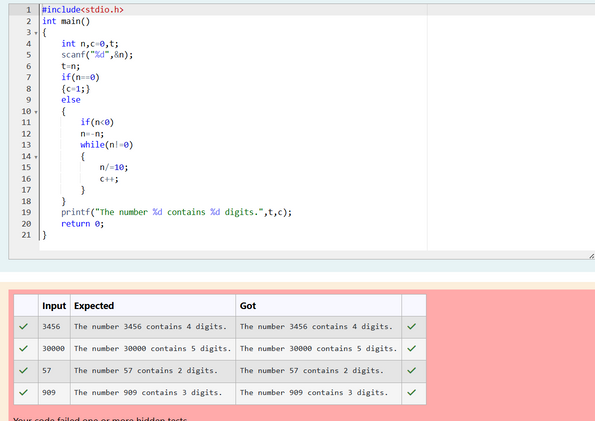 1 #include<stdio.h>
2 int main()
3 {
4 int n,c=0,t;
5 scanf("%d",&n);
6 t=n;
7 if(n==0)
8 {c=1;}
9 else
10 {
11 if(n<0)
12 n=-n;
13 while(n!=0)
14 {
15 n/=10;
16 c++;
17 }
18 }
19 printf("The number %d contains %d digits.",t,c);
20 return 0;
21 }
Input Expected Got
3456 The number 3456 contains 4 digits. The number 3456 contains 4 digits.
30000 The number 30000 contains 5 digits. The number 30000 contains 5 digits.
57 The number 57 contains 2 digits. The number 57 contains 2 digits.
909 The number 909 contains 3 digits. The number 909 contains 3 digits.
Your code failed one or more hidden tests